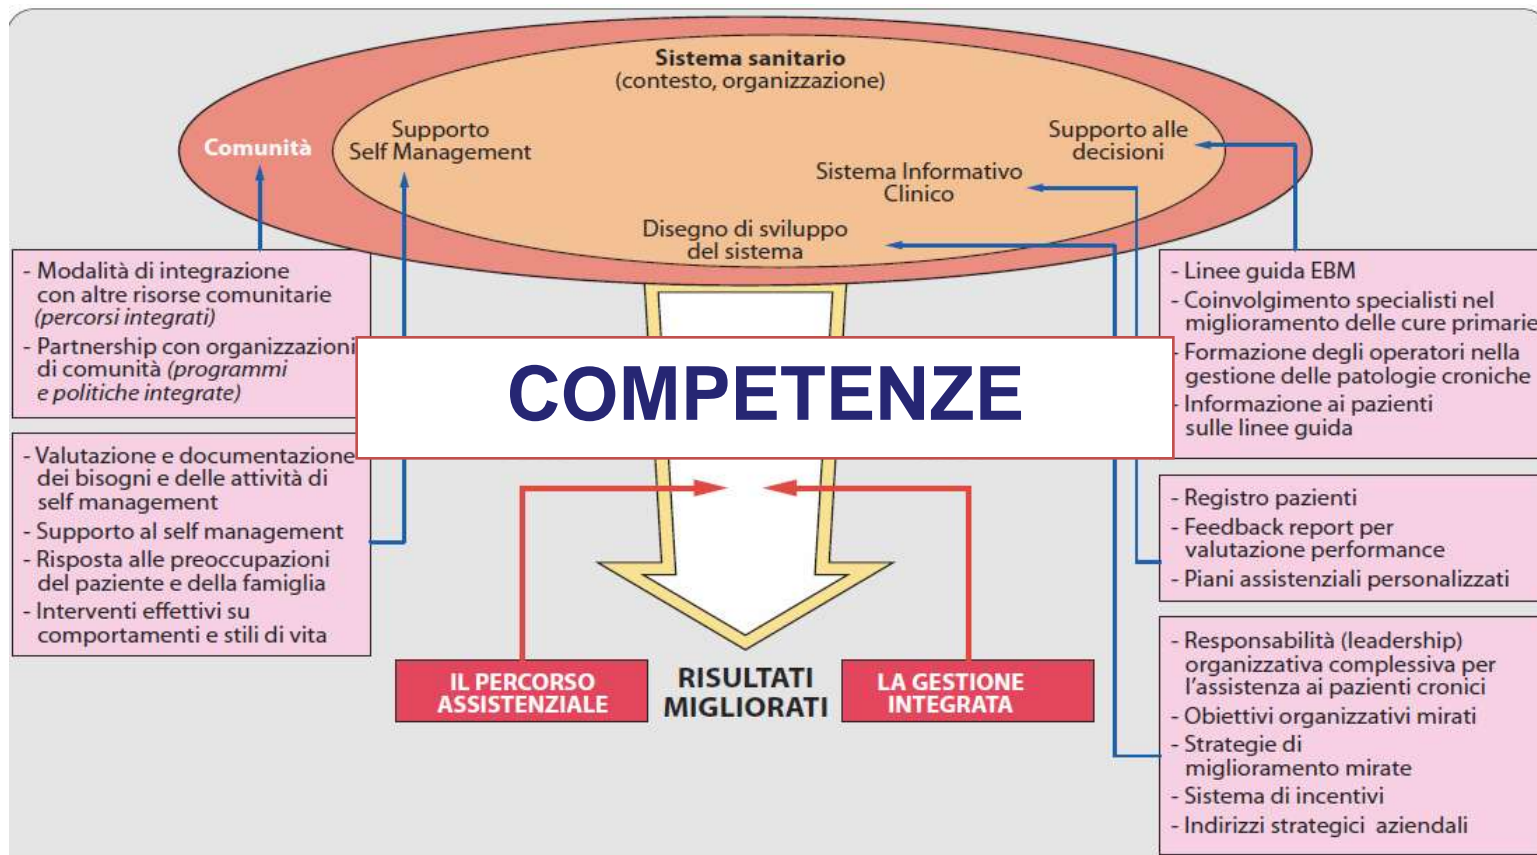 Sistema sanitario
(contesto, organizzazione)
Comunità
Supporto
Self Management
Supporto alle
decisioni
Sistema Informativo
Clinico
Disegno di sviluppo
del sistema
- Modalità di integrazione
con altre risorse comunitarie
(percorsi integrati)
- Partnership con organizzazioni
di comunità (programmi
e politiche integrate)
- Valutazione e documentazione
dei bisogni e delle attività di
self management
- Supporto al self management
- Risposta alle preoccupazioni
del paziente e della famiglia
- Interventi effettivi su
comportamenti e stili di vita
COMPETENZE
- Linee guida EBM
- Coinvolgimento specialisti nel
miglioramento delle cure primarie
- Formazione degli operatori nella
gestione delle patologie croniche
- Informazione ai pazienti
sulle linee guida
- Registro pazienti
- Feedback report per
valutazione performance
- Piani assistenziali personalizzati
- Responsabilità (leadership)
organizzativa complessiva per
l'assistenza ai pazienti cronici
- Obiettivi organizzativi mirati
- Strategie di
miglioramento mirate
- Sistema di incentivi
- Indirizzi strategici aziendali
IL PERCORSO
ASSISTENZIALE
RISULTATI
MIGLIORATI
LA GESTIONE
INTEGRATA